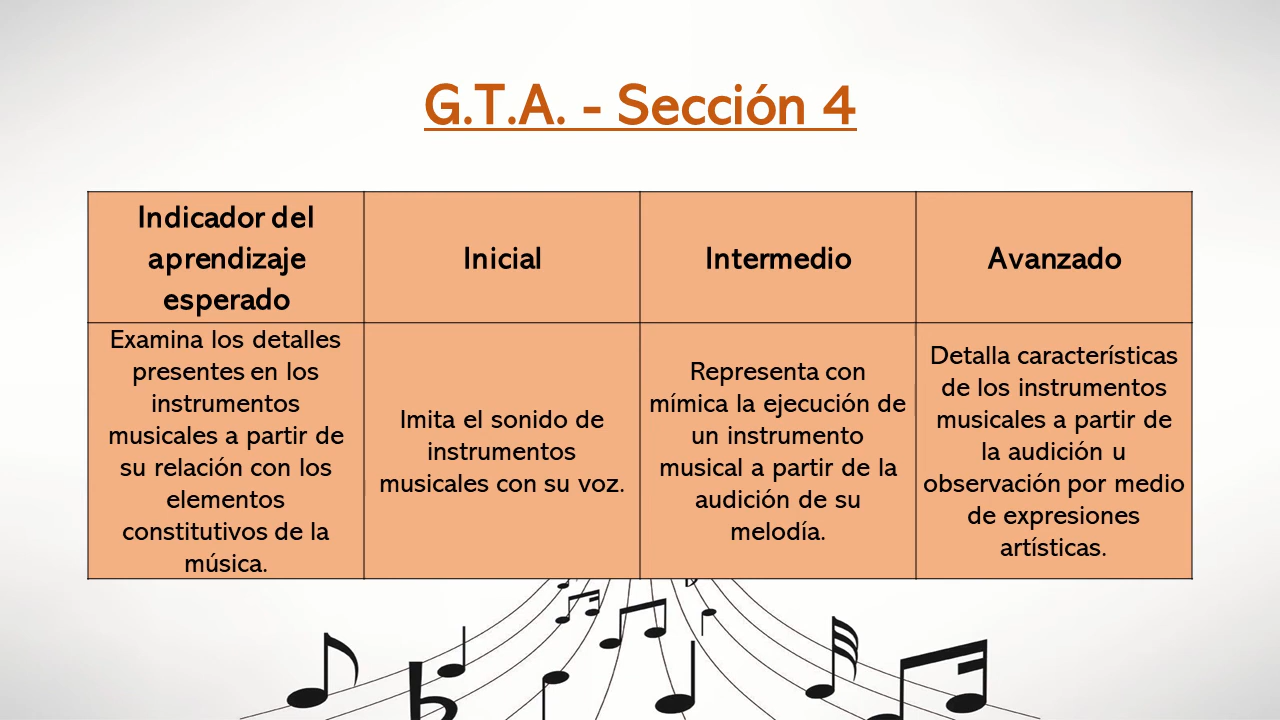 G.T.A. - Sección 4
Indicador del
aprendizaje
esperado
Inicial
Intermedio
Avanzado
Examina los detalles
presentes en los
instrumentos
musicales a partir de
su relación con los
elementos
constitutivos de la
música.
Imita el sonido de
instrumentos
musicales con su voz.
Representa con
mímica la ejecución de
un instrumento
musical a partir de la
audición de su
melodía.
Detalla características
de los instrumentos
musicales a partir de
la audición u
observación por medio
de expresiones
artísticas.